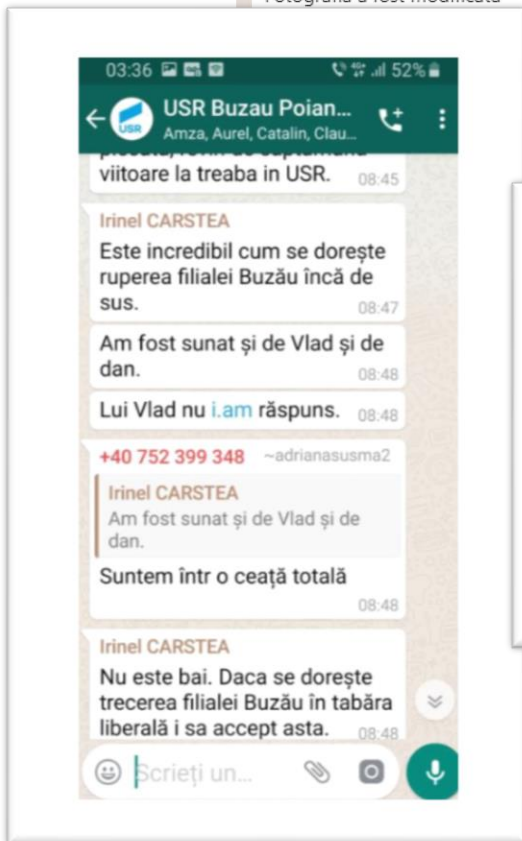 Fotografia a fost modificată
03:36 52%
USR Buzau Poian...
Amza, Aurel, Catalin, Clau...
USR
viitoare la treaba in USR. 08:45
Irinel CARSTEA
Este incredibil cum se dorește
ruperea filialei Buzău încă de
sus. 08:47
Am fost sunat și de Vlad și de
dan. 08:48
Lui Vlad nu i.am răspuns. 08:48
+40 752 399 348 ~adrianasusma2
Irinel CARSTEA
Am fost sunat și de Vlad și de
dan.
Suntem într o ceață totală
08:48
Irinel CARSTEA
Nu este bai. Daca se dorește
trecerea filialei Buzău în tabăra
liberală i sa accept asta. 08:48
Scrieți un...